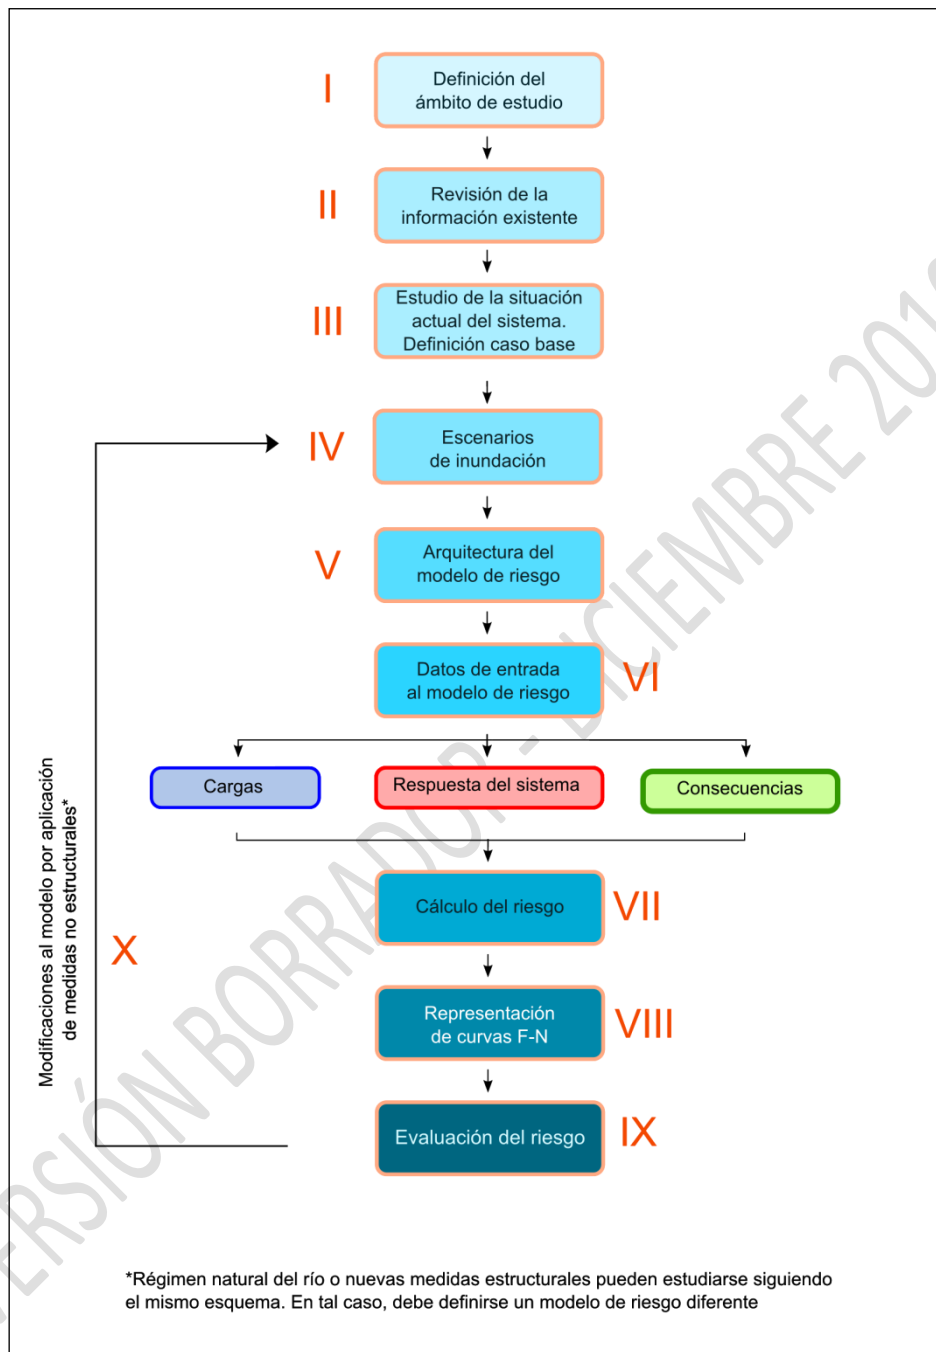 I
Definición del
ámbito de estudio
II
Revisión de la
información existente
III
Estudio de la situación
actual del sistema.
Definición caso base
IV
Escenarios
de inundación
V
Arquitectura del
modelo de riesgo
Datos de entrada
al modelo de riesgo
VI
Cargas
Respuesta del sistema
Consecuencias
Cálculo del riesgo
VII
Representación
de curvas F-N
VIII
Evaluación del riesgo
IX
X
Modificaciones al modelo por aplicación
de medidas no estructurales*
*Régimen natural del río o nuevas medidas estructurales pueden estudiarse siguiendo
el mismo esquema. En tal caso, debe definirse un modelo de riesgo diferente
VERSIÓN BORRADOR - DICIEMBRE